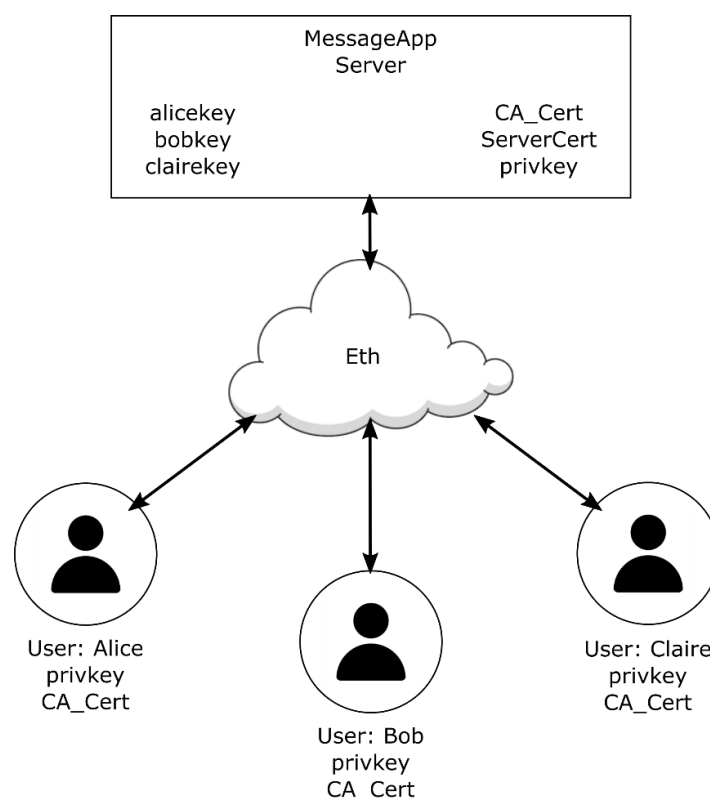 MessageApp
Server
alicekey
bobkey
clairekey
CA_Cert
ServerCert
privkey
Eth
User: Alice
privkey
CA_Cert
User: Bob
privkey
CA_Cert
User: Claire
privkey
CA_Cert